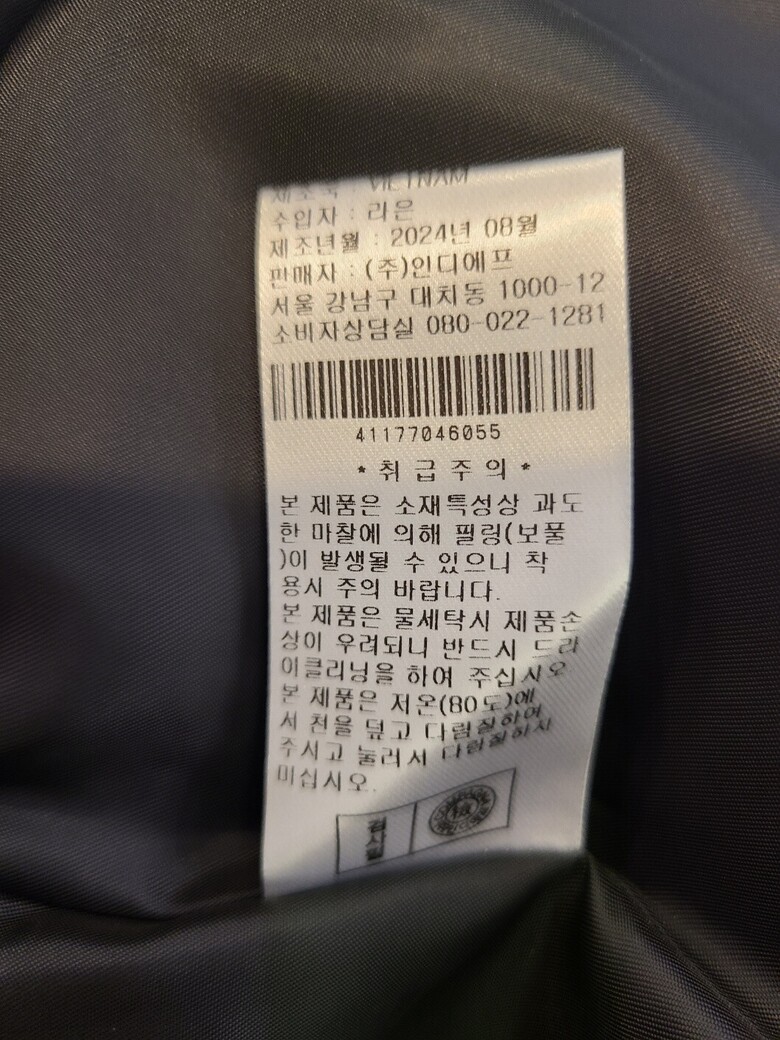 제조국 : VIETNAM
수입자 : 리은
제조년월 : 2024년 08월
판매자 : (주)인디에프
서울 강남구 대치동 1000-12
소비자상담실 080-022-1281
41177046055
* 취 급 주 의 *
본 제품은 소재특성상 과도
한 마찰에 의해 필링(보풀
)이 발생될 수 있으니 착
용시 주의 바랍니다.
본 제품은 물세탁시 제품손
상이 우려되니 반드시 드라
이클리닝을 하여 주십시오
본 제품은 저온(80도)에
서 천을 덮고 다림질하여
주시고 눌러서 다림질하시
미십시오.
검사필